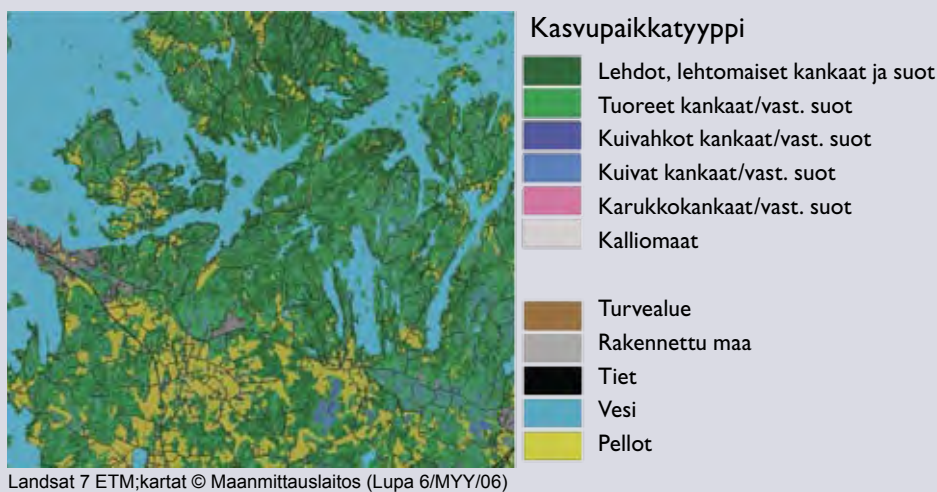 Kasvupaikkatyyppi
Lehdot, lehtomaiset kankaat ja suot
Tuoreet kankaat/vast. suot
Kuivahkot kankaat/vast. suot
Kuivat kankaat/vast. suot
Karukkokankaat/vast. suot
Kalliomaat
Turvealue
Rakennettu maa
Tiet
Vesi
Pellot
Landsat 7 ETM;kartat © Maanmittauslaitos (Lupa 6/MYY/06)